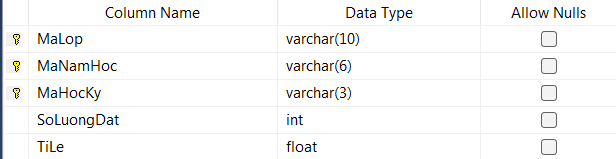 Column Name Data Type Allow Nulls
MaLop varchar(10)
MaNamHoc varchar(6)
MaHocKy varchar(3)
SoLuongDat int
TiLe float